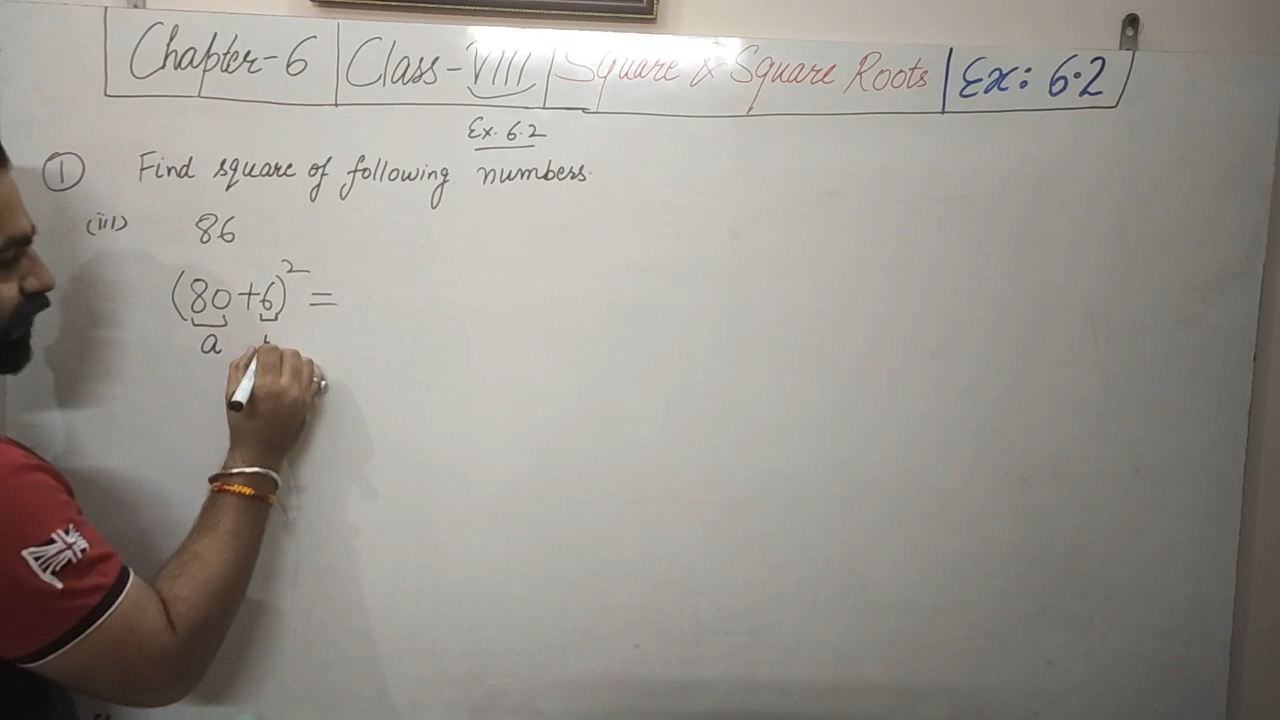 Chapter-6 | Class-VIII | Square & Square Roots | Ex: 6.2
Ex. 6.2
① Find square of following numbers.
(iii) 86
(80+6)² =
a